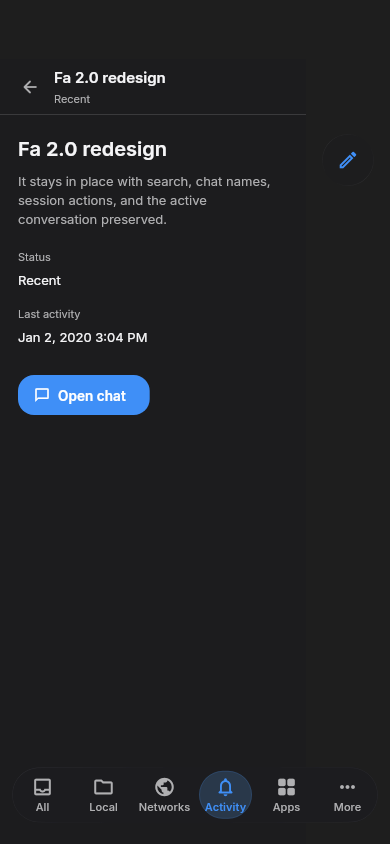 Fa 2.0 redesign
Recent
Fa 2.0 redesign
It stays in place with search, chat names,
session actions, and the active
conversation preserved.
Status
Recent
Last activity
Jan 2, 2020 3:04 PM
Open chat
All
Local
Networks
Activity
Apps
More